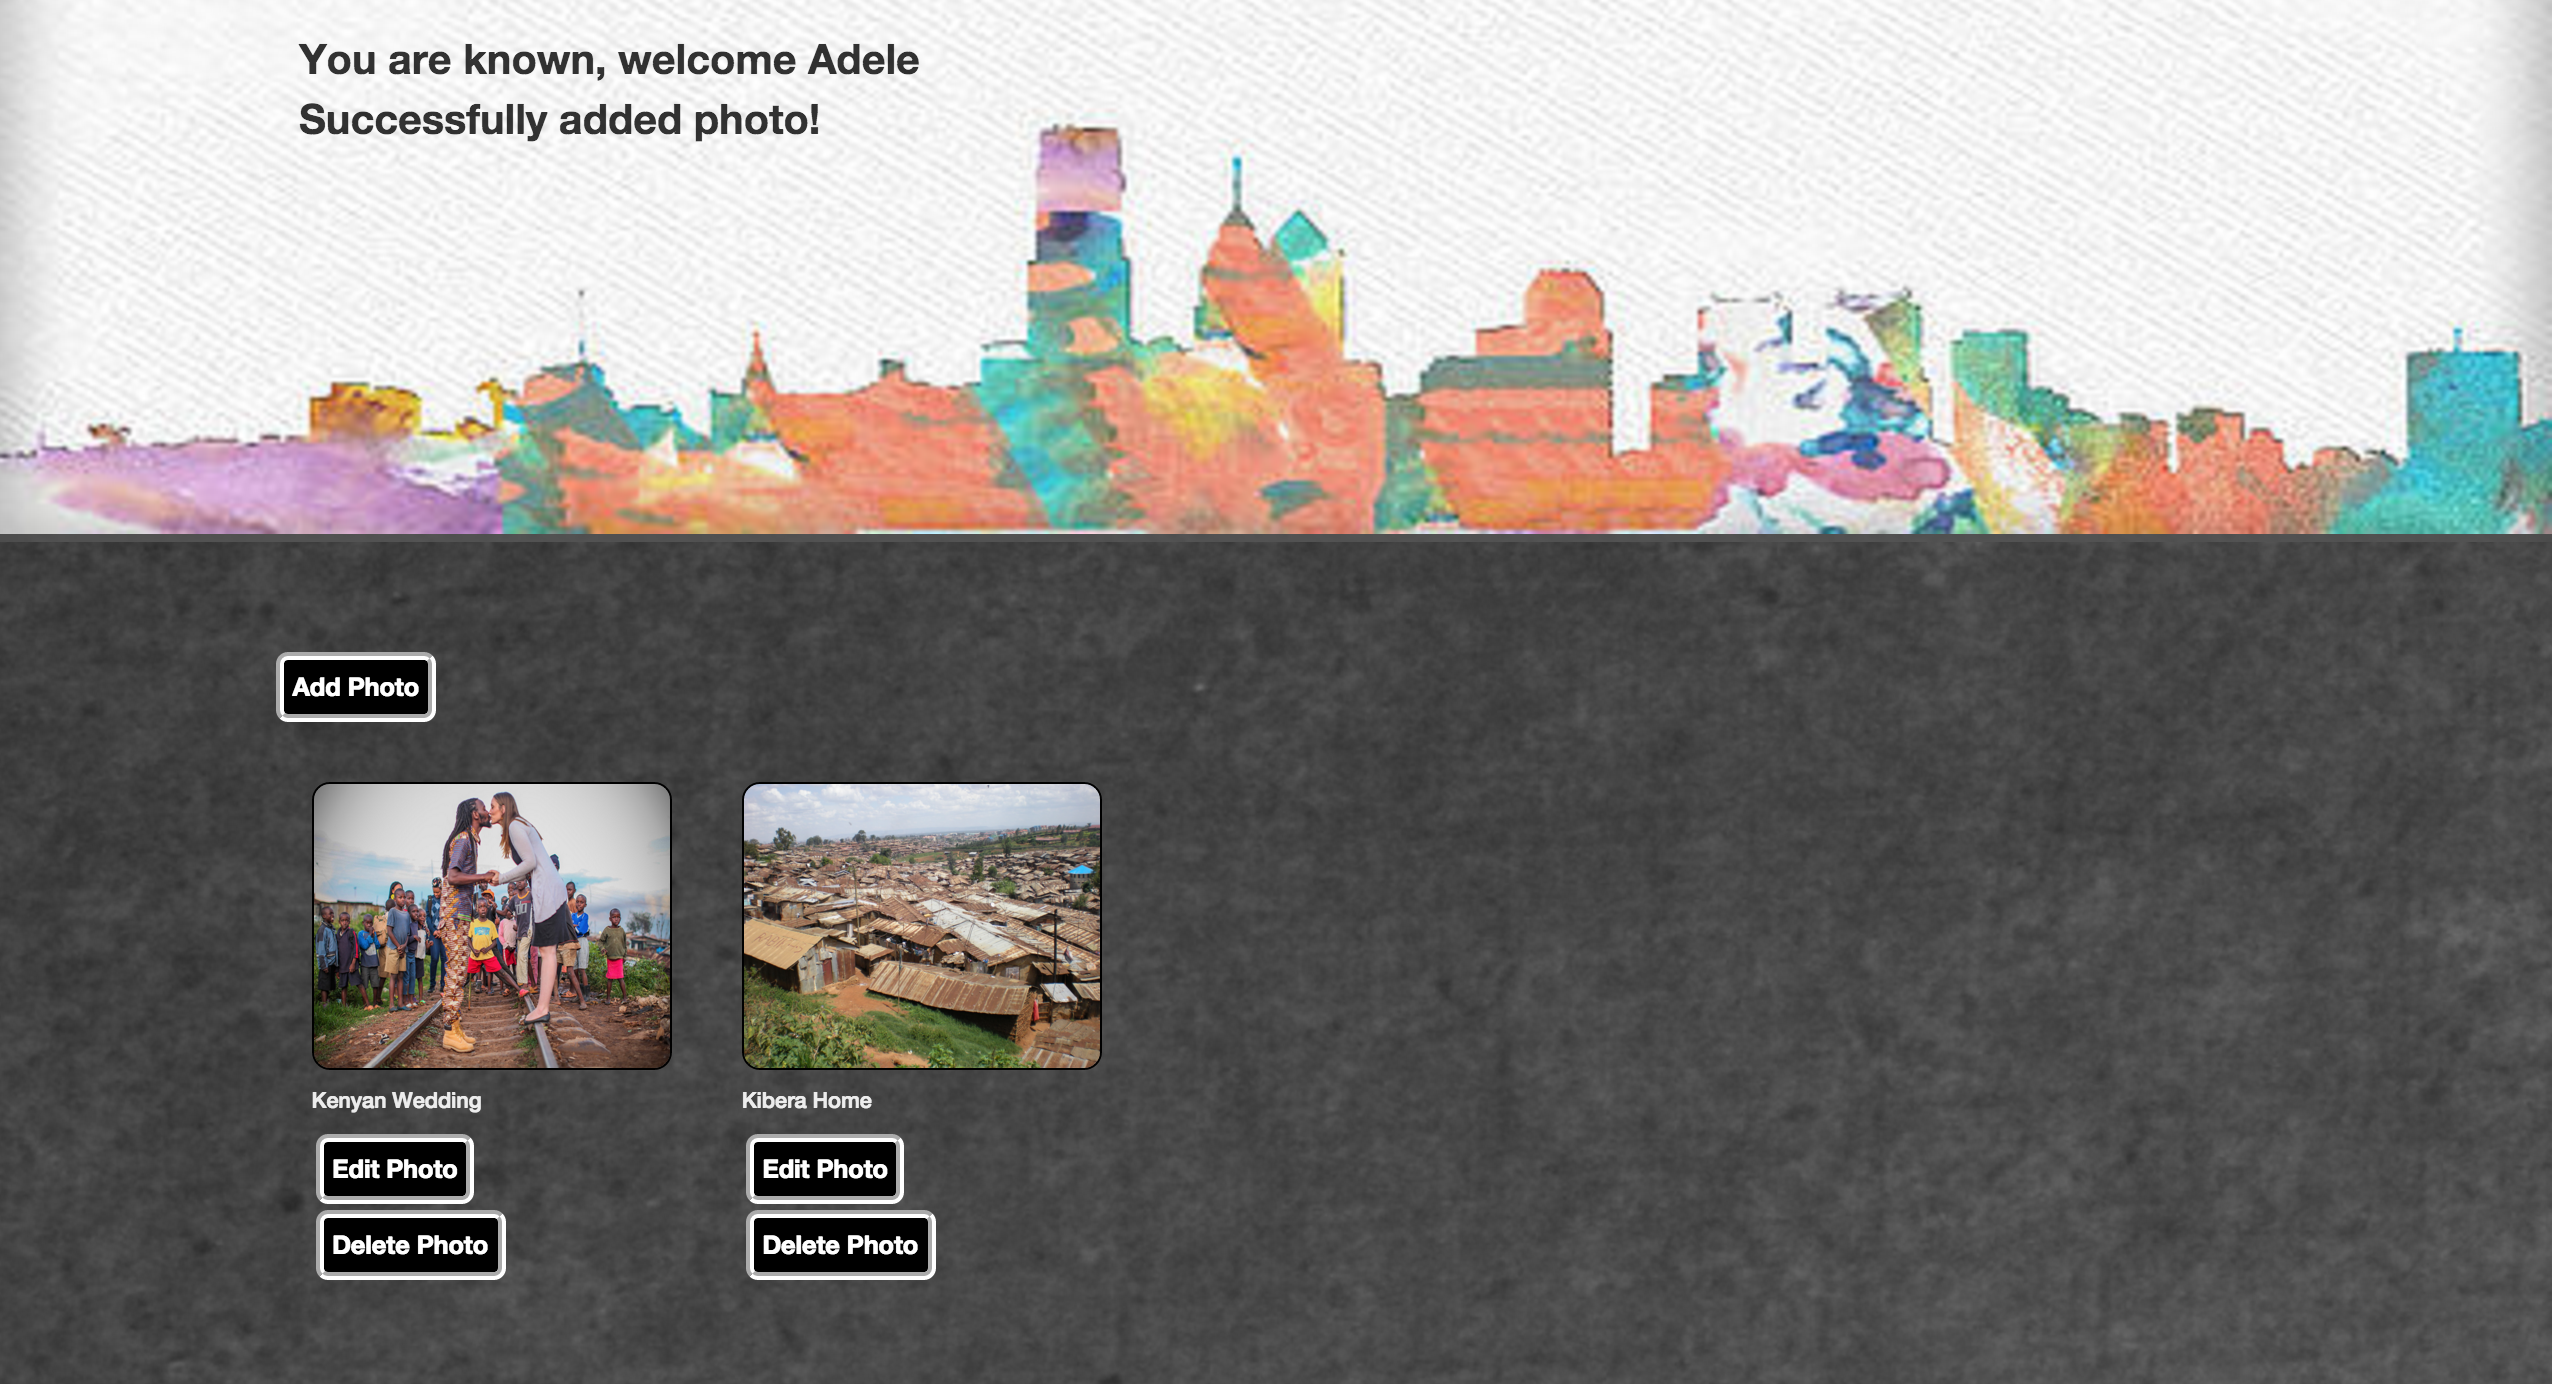 You are known, welcome Adele
Successfully added photo!
Add Photo
Kenyan Wedding
Kibera Home
Edit Photo
Edit Photo
Delete Photo
Delete Photo